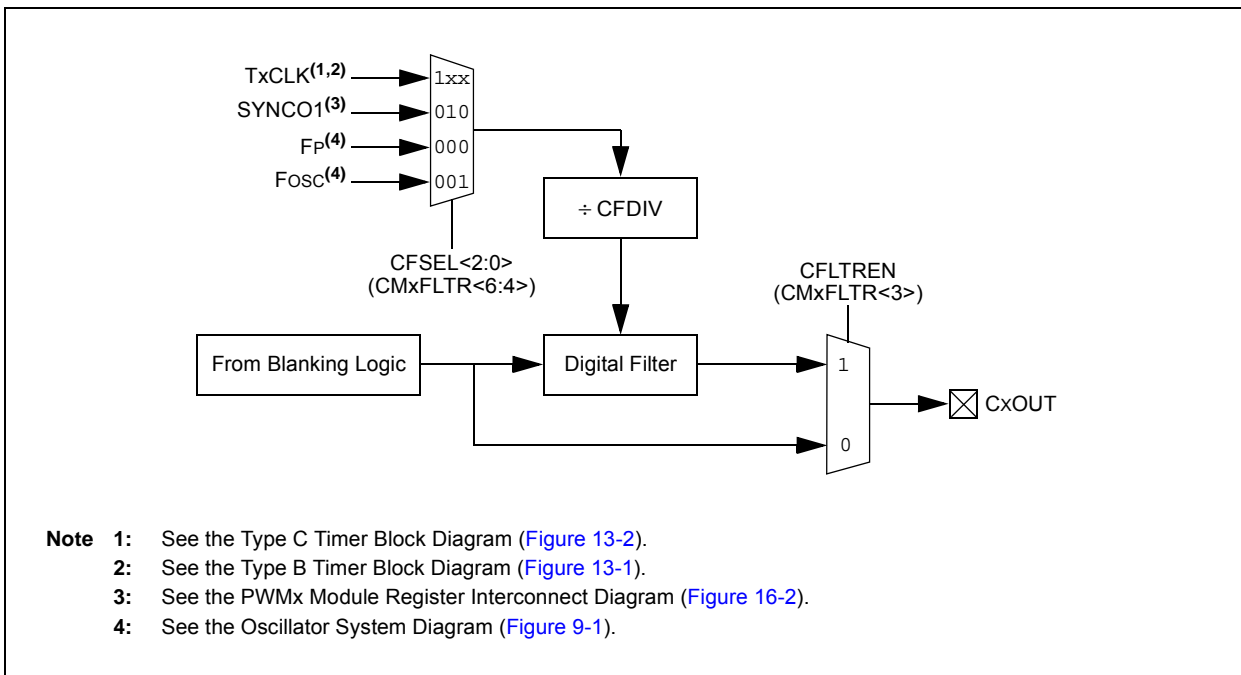 TxCLK(1,2)
SYNCO1(3)
FP(4)
FOSC(4)
1xx
010
000
001
÷ CFDIV
CFSEL<2:0>
(CMxFLTR<6:4>)
CFLTREN
(CMxFLTR<3>)
From Blanking Logic
Digital Filter
1
0
CxOUT
Note 1: See the Type C Timer Block Diagram (Figure 13-2).
2: See the Type B Timer Block Diagram (Figure 13-1).
3: See the PWMx Module Register Interconnect Diagram (Figure 16-2).
4: See the Oscillator System Diagram (Figure 9-1).